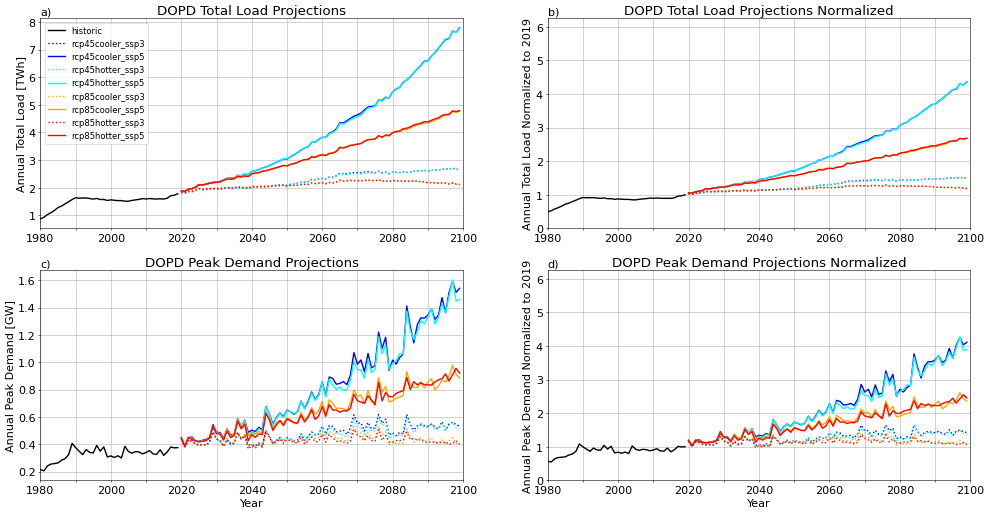 a)
DOPD Total Load Projections
Annual Total Load [TWh]
8
7
6
5
4
3
2
1
historic
rcp45cooler_ssp3
rcp45cooler_ssp5
rcp45hotter_ssp3
rcp45hotter_ssp5
rcp85cooler_ssp3
rcp85cooler_ssp5
rcp85hotter_ssp3
rcp85hotter_ssp5
1980 2000 2020 2040 2060 2080 2100
b)
DOPD Total Load Projections Normalized
Annual Total Load Normalized to 2019
6
5
4
3
2
1
0
1980 2000 2020 2040 2060 2080 2100
c)
DOPD Peak Demand Projections
Annual Peak Demand [GW]
1.6
1.4
1.2
1.0
0.8
0.6
0.4
0.2
1980 2000 2020 2040 2060 2080 2100
Year
d)
DOPD Peak Demand Projections Normalized
Annual Peak Demand Normalized to 2019
6
5
4
3
2
1
0
1980 2000 2020 2040 2060 2080 2100
Year